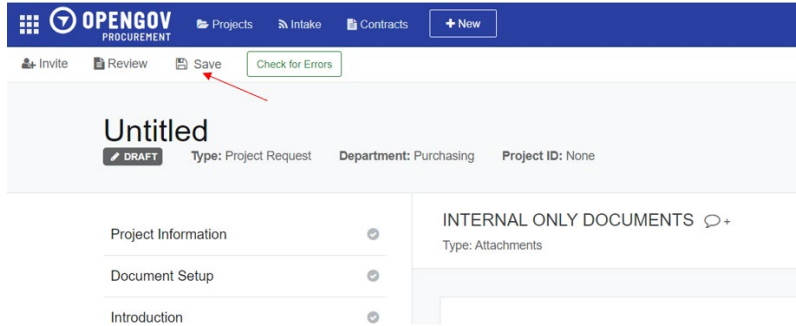 OPENGOV
PROCUREMENT
Projects
Intake
Contracts
+ New
Invite
Review
Save
Check for Errors
Untitled
DRAFT
Type: Project Request
Department: Purchasing
Project ID: None
Project Information
Document Setup
Introduction
INTERNAL ONLY DOCUMENTS
Type: Attachments